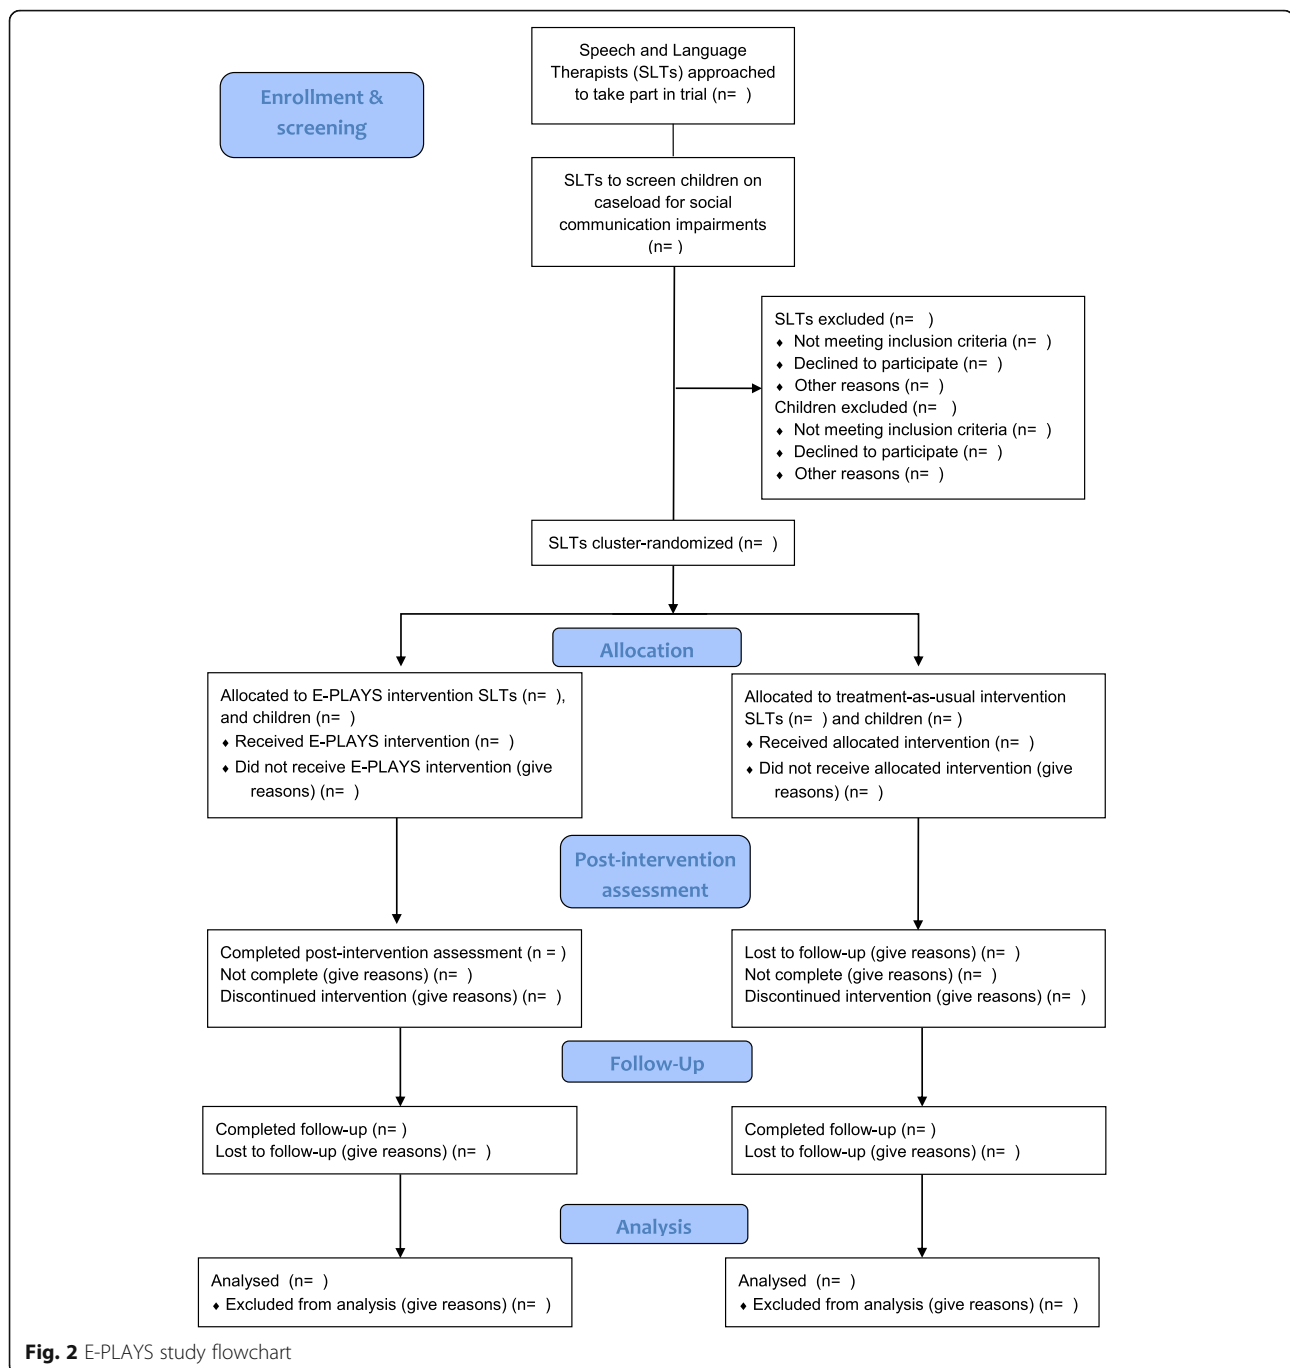 Speech and Language
Therapists (SLTs) approached
to take part in trial (n=  )
Enrollment &
screening
SLTs to screen children on
caseload for social
communication impairments
(n= )
SLTs excluded (n=   )
♦ Not meeting inclusion criteria (n=  )
♦ Declined to participate (n=  )
♦ Other reasons (n=  )
Children excluded (n=   )
♦ Not meeting inclusion criteria (n=  )
♦ Declined to participate (n=  )
♦ Other reasons (n=  )
SLTs cluster-randomized (n=  )
Allocation
Allocated to E-PLAYS intervention SLTs (n=  ),
and children (n=  )
♦ Received E-PLAYS intervention (n=  )
♦ Did not receive E-PLAYS intervention (give
reasons) (n=  )
Allocated to treatment-as-usual intervention
SLTs (n=  ) and children (n= )
♦ Received allocated intervention (n=  )
♦ Did not receive allocated intervention (give
reasons) (n=  )
Post-intervention
assessment
Completed post-intervention assessment (n = )
Not complete (give reasons) (n=  )
Discontinued intervention (give reasons) (n=  )
Lost to follow-up (give reasons) (n=  )
Not complete (give reasons) (n=  )
Discontinued intervention (give reasons) (n=  )
Follow-Up
Completed follow-up (n= )
Lost to follow-up (give reasons) (n=  )
Completed follow-up (n= )
Lost to follow-up (give reasons) (n=  )
Analysis
Analysed  (n=  )
♦ Excluded from analysis (give reasons) (n=  )
Analysed  (n=  )
♦ Excluded from analysis (give reasons) (n=  )
Fig. 2 E-PLAYS study flowchart